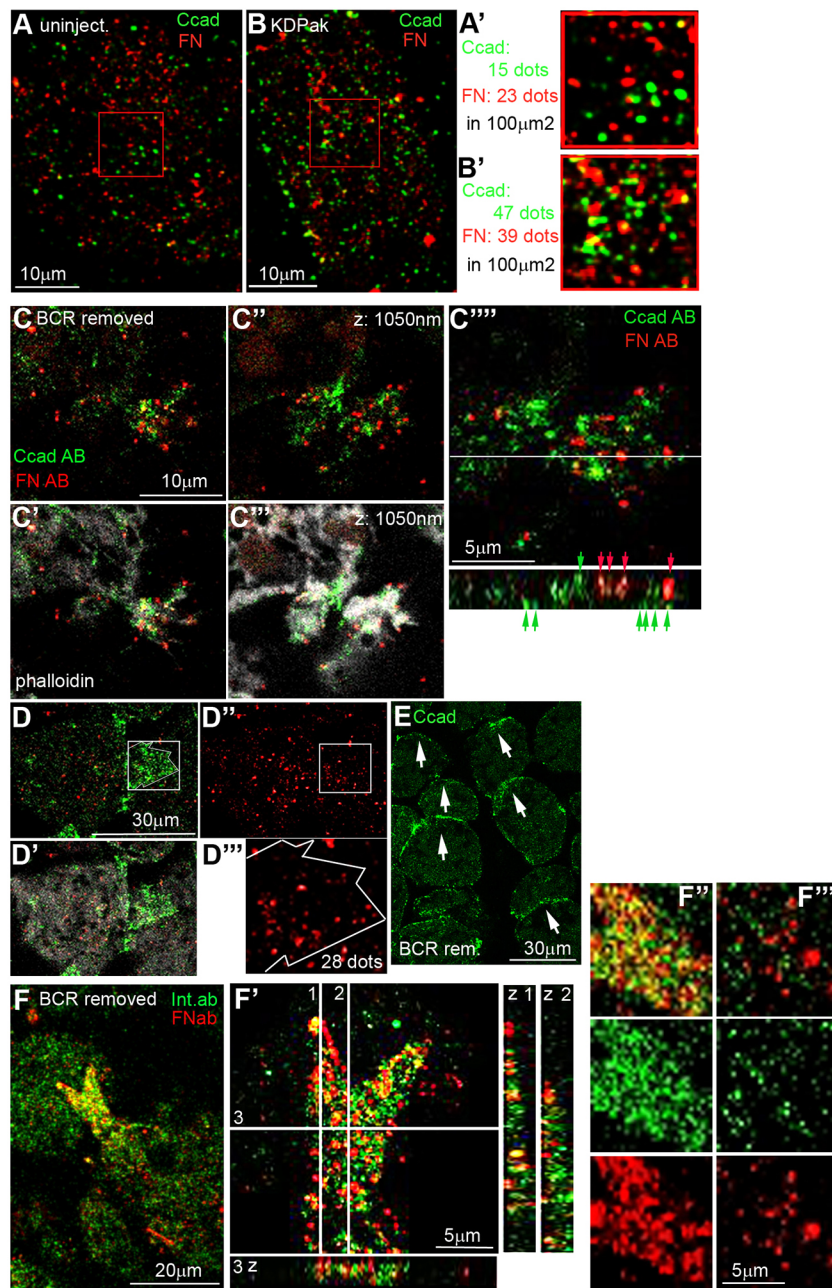 A uninject. Ccad
FN
10µm
B KDPak Ccad
FN
10µm
A'
Ccad:
15 dots
FN: 23 dots
in 100µm2
B'
Ccad:
47 dots
FN: 39 dots
in 100µm2
C BCR removed
Ccad AB
FN AB
10µm
C'' z: 1050nm
C'''' Ccad AB
FN AB
5µm
C'
phalloidin
C''' z: 1050nm
D
30µm
D''
D'
D'''
28 dots
E Ccad
BCR rem.
30µm
F BCR removed Int.ab
FNab
20µm
F' 1 2
3
5µm
3 z
z 1
z 2
F''
F'''
5µm